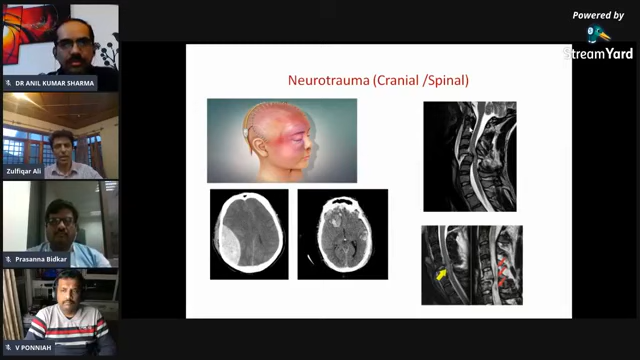 Powered by
StreamYard
Neurotrauma (Cranial /Spinal)
DR ANIL KUMAR SHARMA
Zulfiqar Ali
Prasanna Bidkar
V PONNIAH